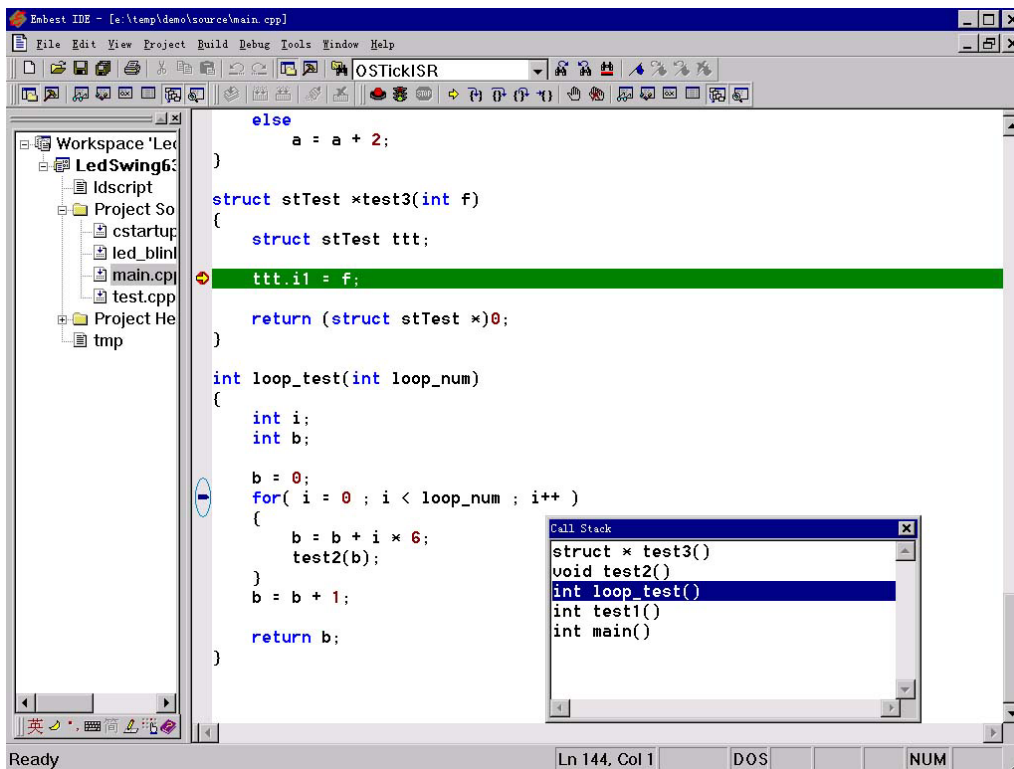 Embest IDE - [e:\temp\demo\source\main.cpp]
File Edit View Project Build Debug Tools Window Help
OSTickISR
Workspace 'Led
LedSwing63
ldscript
Project So
cstartup
led_blinl
main.cpp
test.cpp
Project He
tmp
else
a = a + 2;
}
struct stTest *test3(int f)
{
struct stTest ttt;
ttt.i1 = f;
return (struct stTest *)0;
}
int loop_test(int loop_num)
{
int i;
int b;
b = 0;
for( i = 0 ; i < loop_num ; i++ )
{
b = b + i * 6;
test2(b);
}
b = b + 1;
return b;
}
Call Stack
struct * test3()
void test2()
int loop_test()
int test1()
int main()
英 简
Ready
Ln 144, Col 1
DOS
NUM